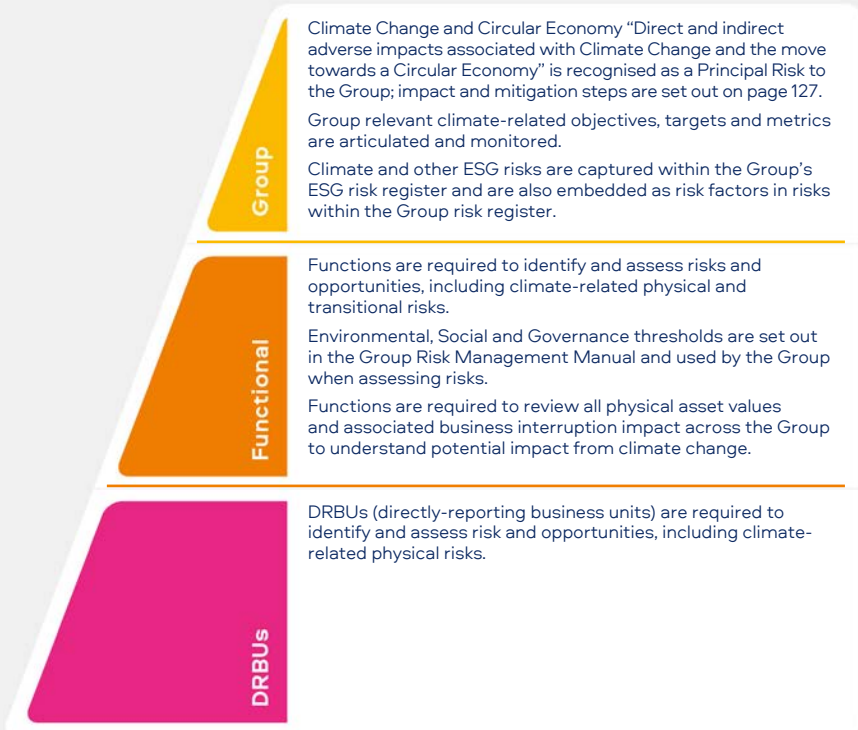 Climate Change and Circular Economy “Direct and indirect
adverse impacts associated with Climate Change and the move
towards a Circular Economy” is recognised as a Principal Risk to
the Group; impact and mitigation steps are set out on page 127.
Group relevant climate-related objectives, targets and metrics
are articulated and monitored.
Climate and other ESG risks are captured within the Group’s
ESG risk register and are also embedded as risk factors in risks
within the Group risk register.
Group
Functions are required to identify and assess risks and
opportunities, including climate-related physical and
transitional risks.
Environmental, Social and Governance thresholds are set out
in the Group Risk Management Manual and used by the Group
when assessing risks.
Functions are required to review all physical asset values
and associated business interruption impact across the Group
to understand potential impact from climate change.
Functional
DRBUs (directly-reporting business units) are required to
identify and assess risk and opportunities, including climate-
related physical risks.
DRBUs